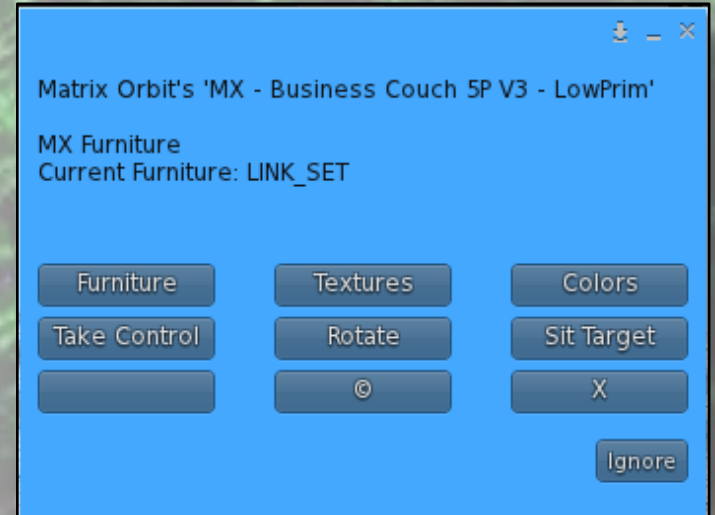 Matrix Orbit's 'MX - Business Couch 5P V3 - LowPrim'
MX Furniture
Current Furniture: LINK_SET
Furniture Textures Colors
Take Control Rotate Sit Target
© X
Ignore